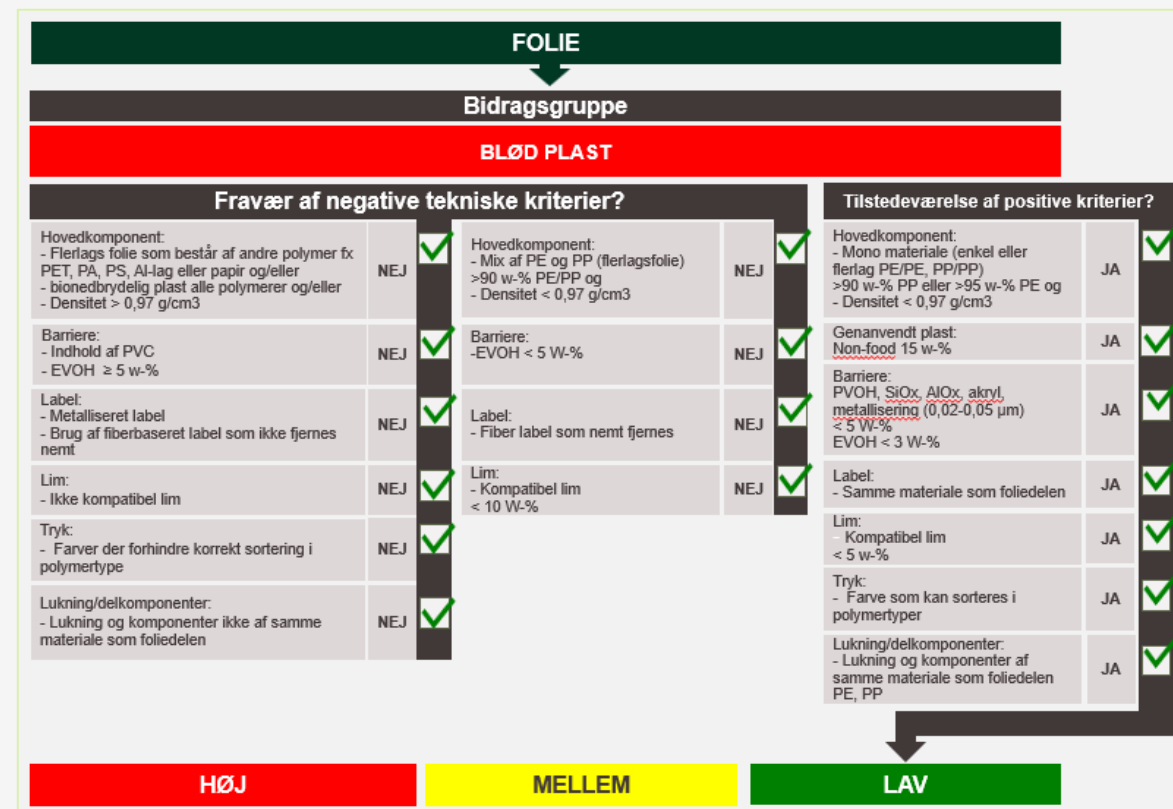 FOLIE
Bidragsgruppe
BLØD PLAST
Fravær af negative tekniske kriterier?
Hovedkomponent:
- Flerlags folie som består af andre polymer fx
PET, PA, PS, Al-lag eller papir og/eller
- bionedbrydelig plast alle polymerer og/eller
- Densitet > 0,97 g/cm3
NEJ
Barriere:
- Indhold af PVC
- EVOH ≥ 5 w-%
NEJ
Label:
- Metalliseret label
- Brug af fiberbaseret label som ikke fjernes
nemt
NEJ
Lim:
- Ikke kompatibel lim
NEJ
Tryk:
- Farver der forhindre korrekt sortering i
polymertype
NEJ
Lukning/delkomponenter:
- Lukning og komponenter ikke af samme
materiale som foliedelen
NEJ
Hovedkomponent:
- Mix af PE og PP (flerlagsfolie)
>90 w-% PE/PP og
- Densitet < 0,97 g/cm3
NEJ
Barriere:
-EVOH < 5 W-%
NEJ
Label:
- Fiber label som nemt fjernes
NEJ
Lim:
- Kompatibel lim
< 10 W-%
NEJ
Tilstedeværelse af positive kriterier?
Hovedkomponent:
- Mono materiale (enkel eller
flerlag PE/PE, PP/PP)
>90 w-% PP eller >95 w-% PE og
- Densitet < 0,97 g/cm3
JA
Genanvendt plast:
Non-food 15 w-%
JA
Barriere:
PVOH, SiOx, AlOx, akryl,
metallisering (0,02-0,05 µm)
< 5 W-%
EVOH < 3 W-%
JA
Label:
- Samme materiale som foliedelen
JA
Lim:
- Kompatibel lim
< 5 w-%
JA
Tryk:
- Farve som kan sorteres i
polymertyper
JA
Lukning/delkomponenter:
- Lukning og komponenter af
samme materiale som foliedelen
PE, PP
JA
HØJ
MELLEM
LAV